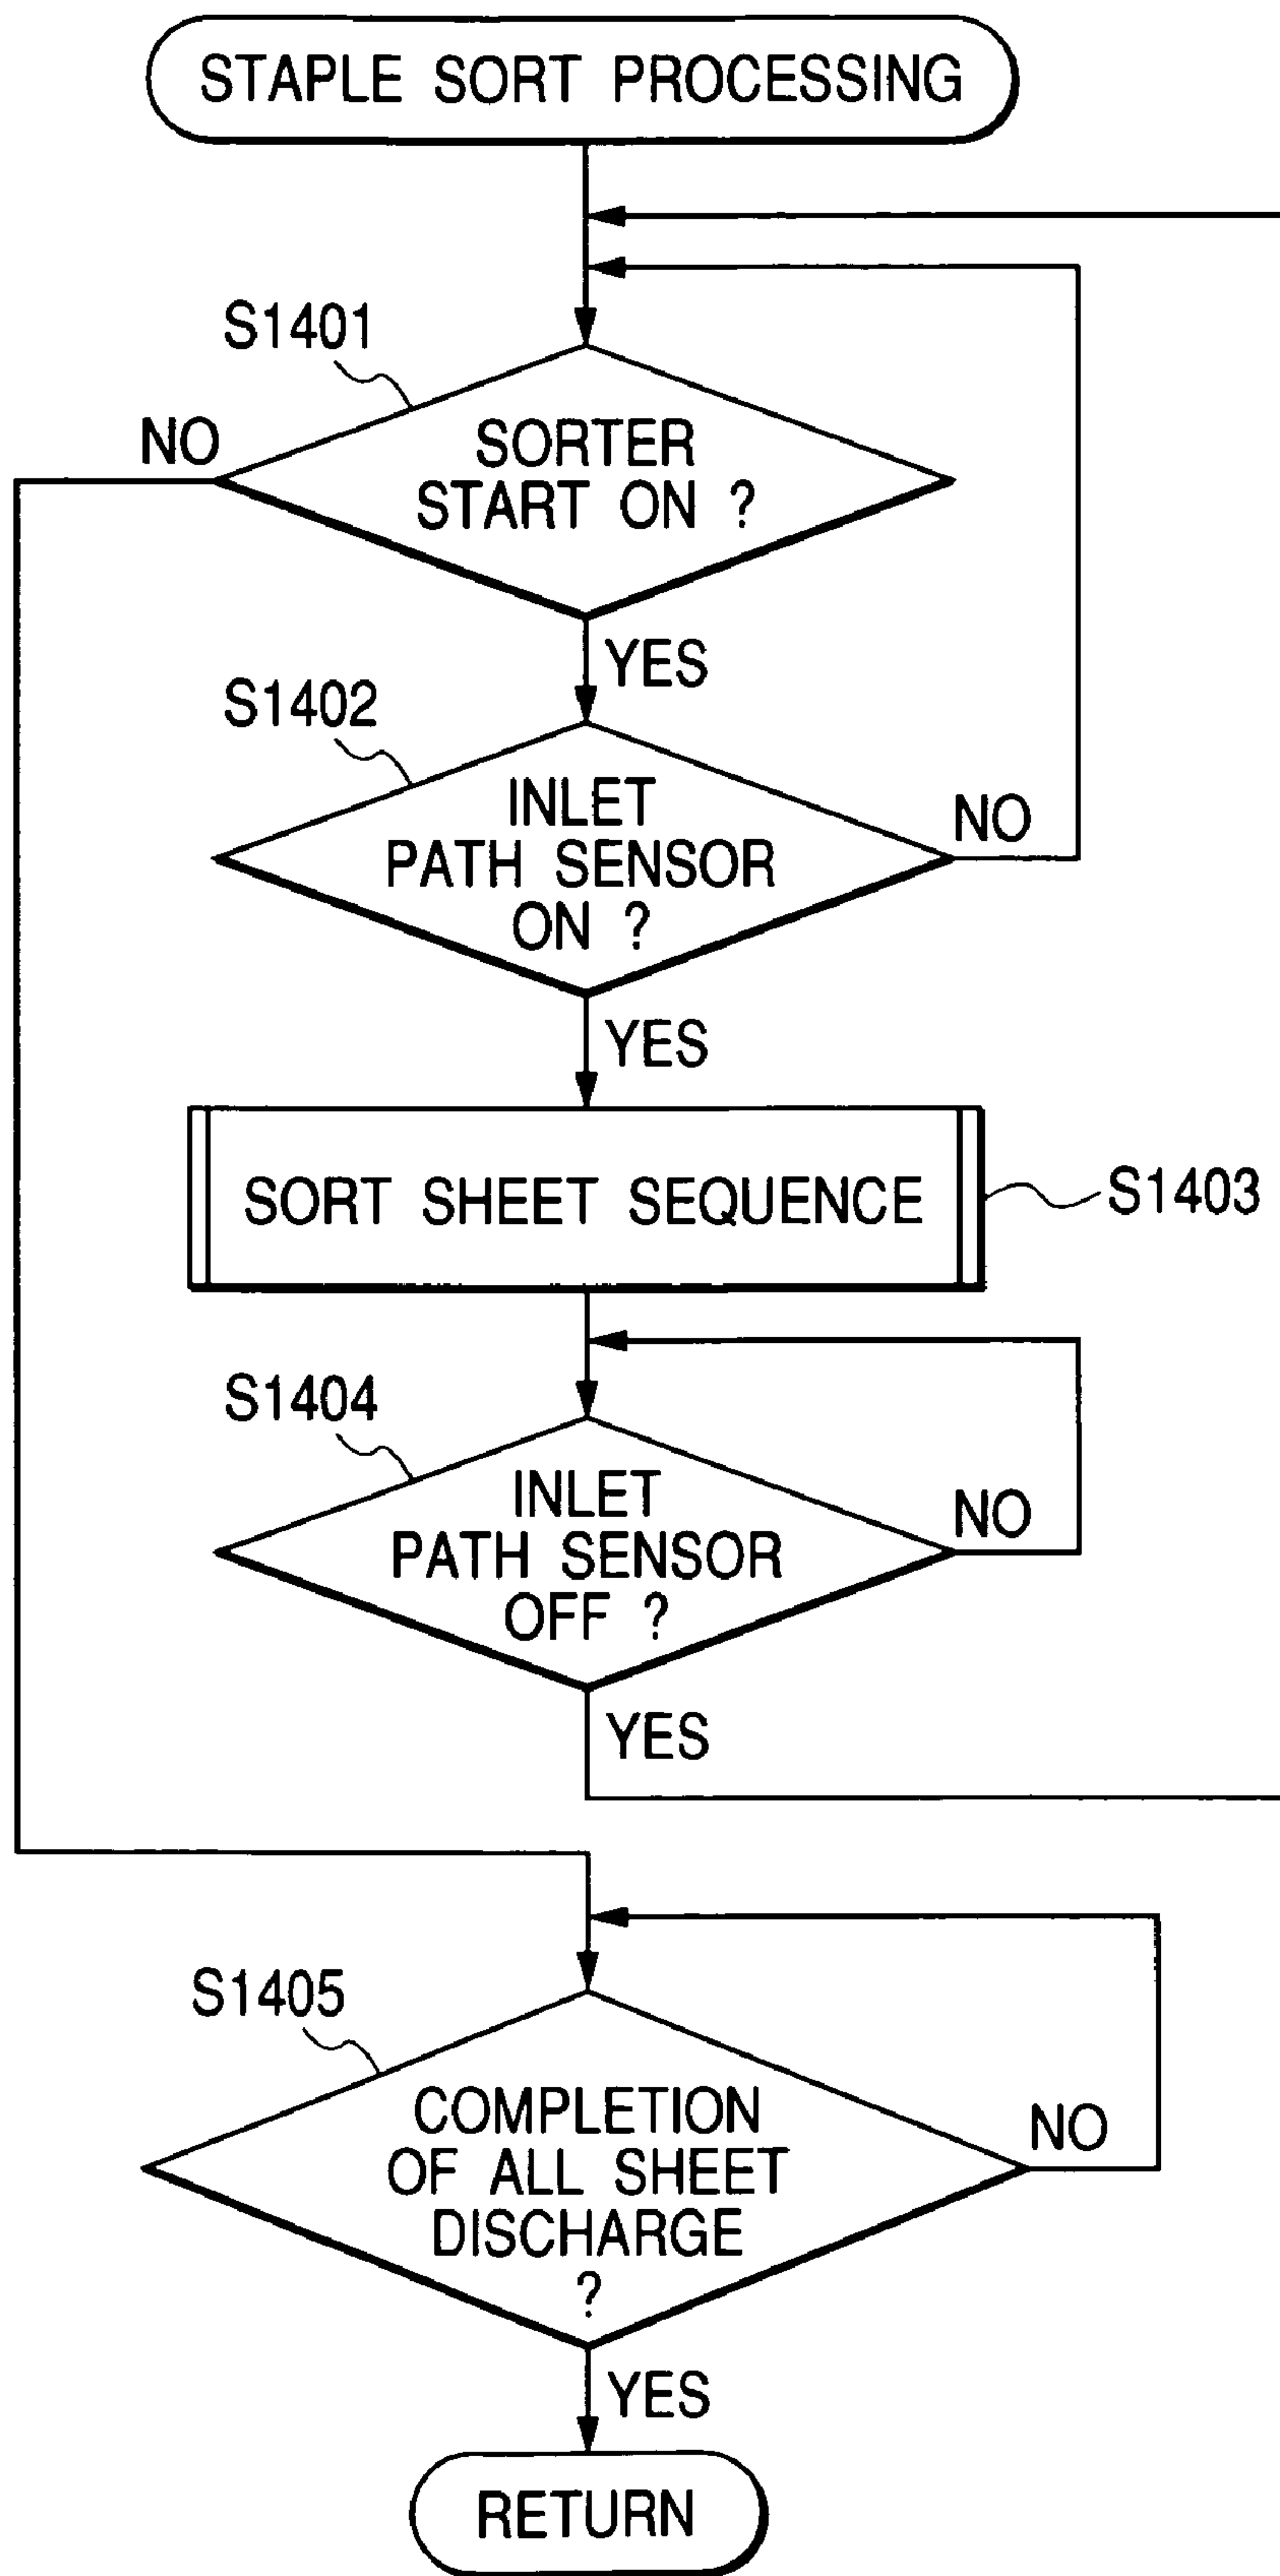 STAPLE SORT PROCESSING
S1401
NO
SORTER
START ON ?
YES
S1402
INLET
PATH SENSOR
ON ?
NO
YES
SORT SHEET SEQUENCE
S1403
S1404
INLET
PATH SENSOR
OFF ?
NO
YES
S1405
COMPLETION
OF ALL SHEET
DISCHARGE
?
NO
YES
RETURN